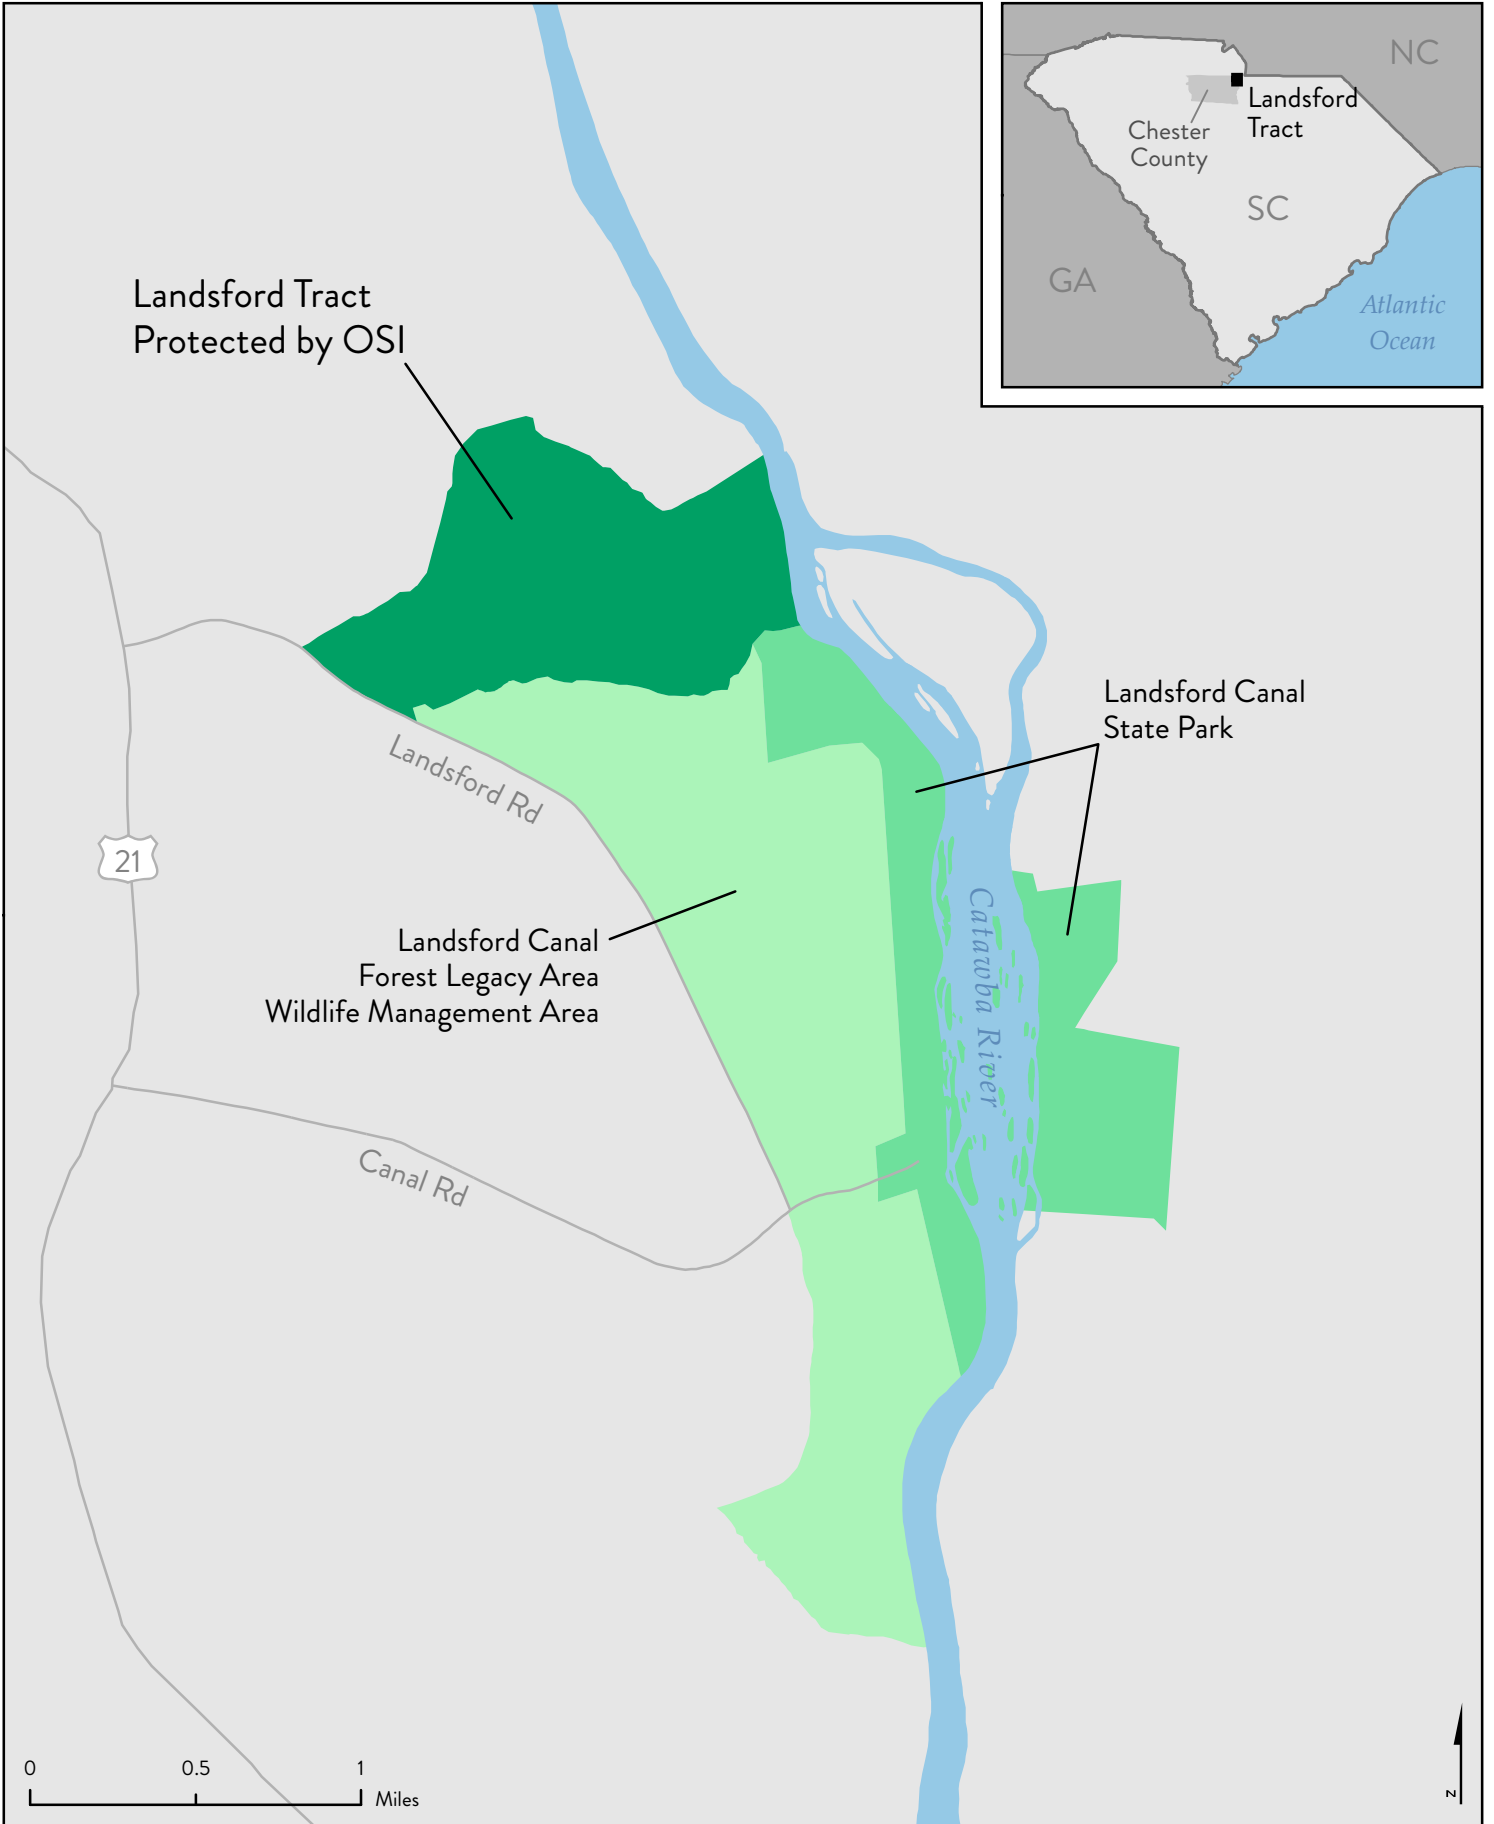 NC
Landsford
Tract
Chester
County
SC
GA
Atlantic
Ocean
Landsford Tract
Protected by OSI
Landsford Canal
State Park
Landsford Rd
21
Catawba River
Landsford Canal
Forest Legacy Area
Wildlife Management Area
Canal Rd
0 0.5 1
Miles
N